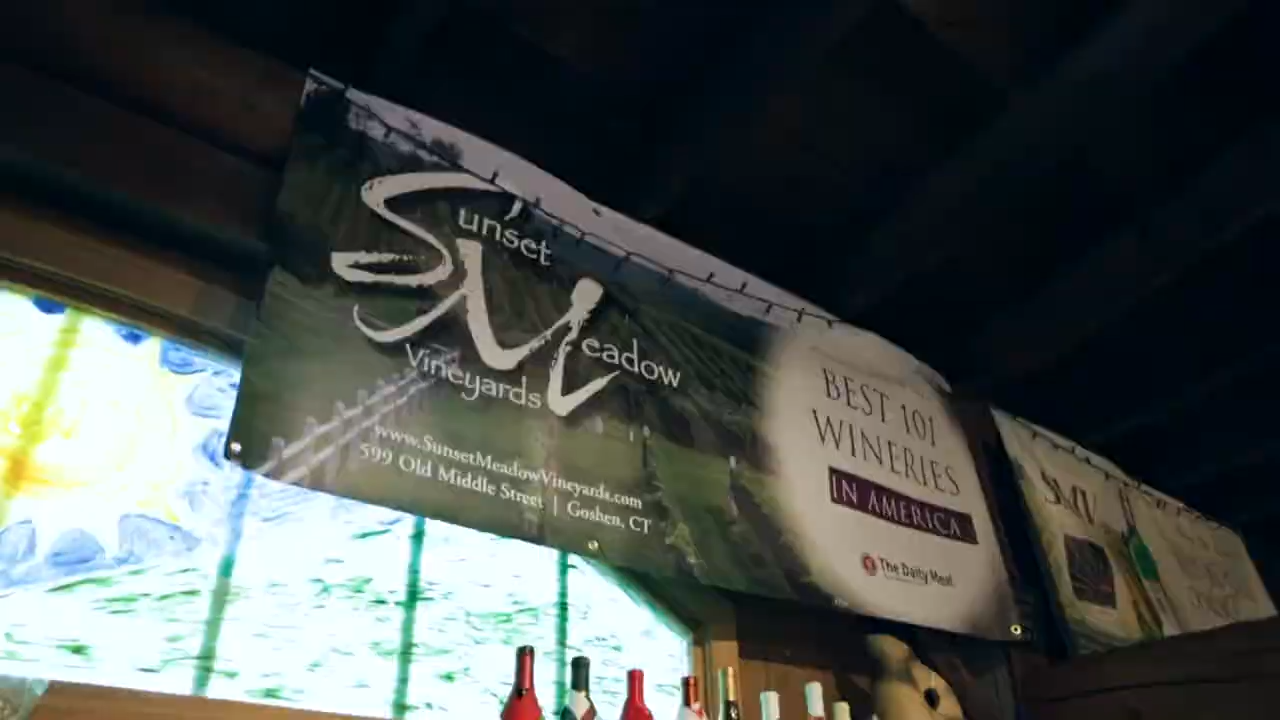 Sunset
Meadow
Vineyards
www.SunsetMeadowVineyards.com
599 Old Middle Street | Goshen, CT
BEST 101
WINERIES
IN AMERICA
The Daily Meal
SMV